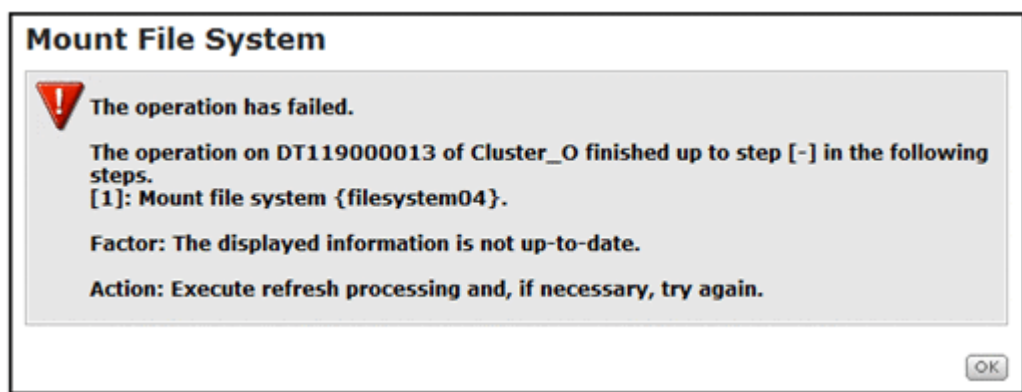 Mount File System
The operation has failed.
The operation on DT119000013 of Cluster_O finished up to step [-] in the following
steps.
[1]: Mount file system {filesystem04}.
Factor: The displayed information is not up-to-date.
Action: Execute refresh processing and, if necessary, try again.
OK